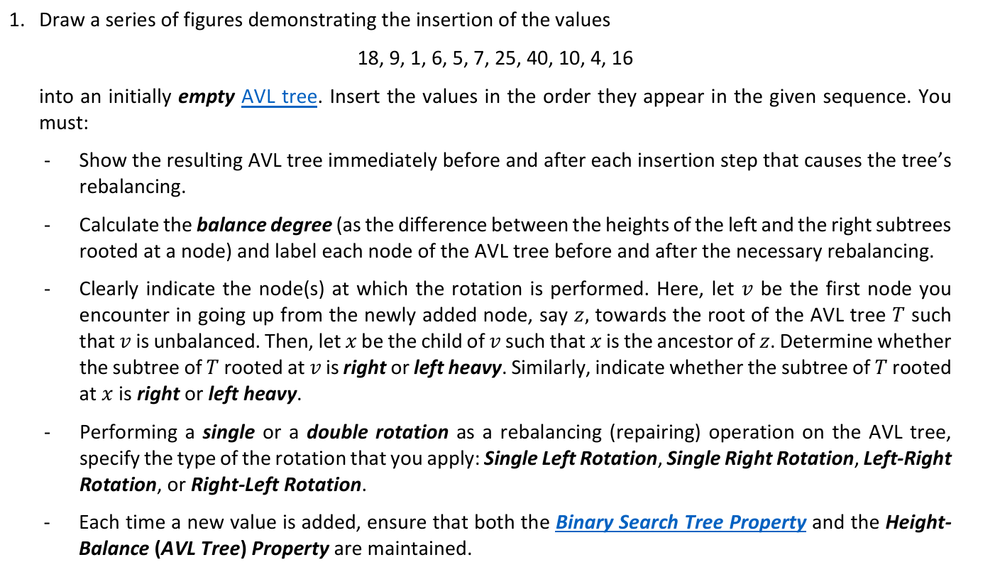 1. Draw a series of figures demonstrating the insertion of the values
18, 9, 1, 6, 5, 7, 25, 40, 10, 4, 16
into an initially empty AVL tree. Insert the values in the order they appear in the given sequence. You
must:
- Show the resulting AVL tree immediately before and after each insertion step that causes the tree’s
rebalancing.
- Calculate the balance degree (as the difference between the heights of the left and the right subtrees
rooted at a node) and label each node of the AVL tree before and after the necessary rebalancing.
- Clearly indicate the node(s) at which the rotation is performed. Here, let v be the first node you
encounter in going up from the newly added node, say z, towards the root of the AVL tree T such
that v is unbalanced. Then, let x be the child of v such that x is the ancestor of z. Determine whether
the subtree of T rooted at v is right or left heavy. Similarly, indicate whether the subtree of T rooted
at x is right or left heavy.
- Performing a single or a double rotation as a rebalancing (repairing) operation on the AVL tree,
specify the type of the rotation that you apply: Single Left Rotation, Single Right Rotation, Left-Right
Rotation, or Right-Left Rotation.
- Each time a new value is added, ensure that both the Binary Search Tree Property and the Height-
Balance (AVL Tree) Property are maintained.